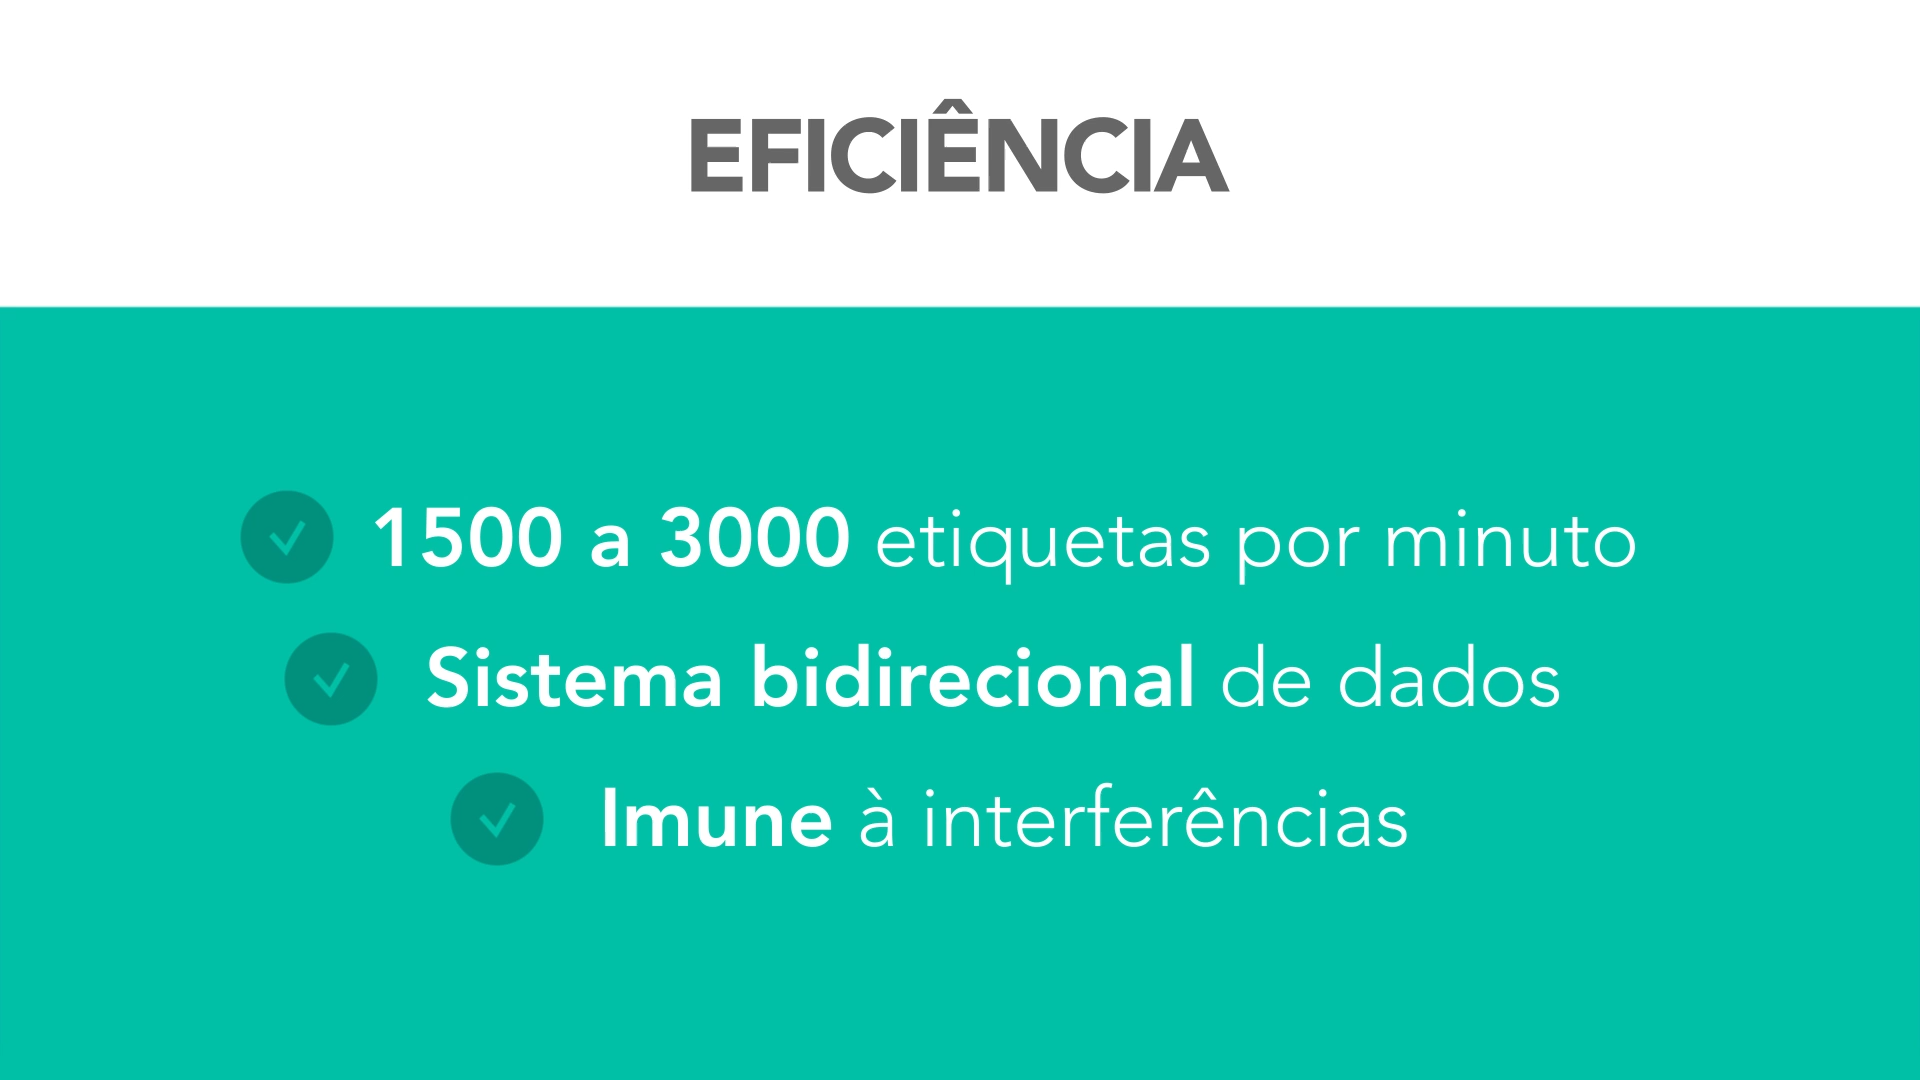 EFICIÊNCIA
1500 a 3000 etiquetas por minuto
Sistema bidirecional de dados
Imune à interferências